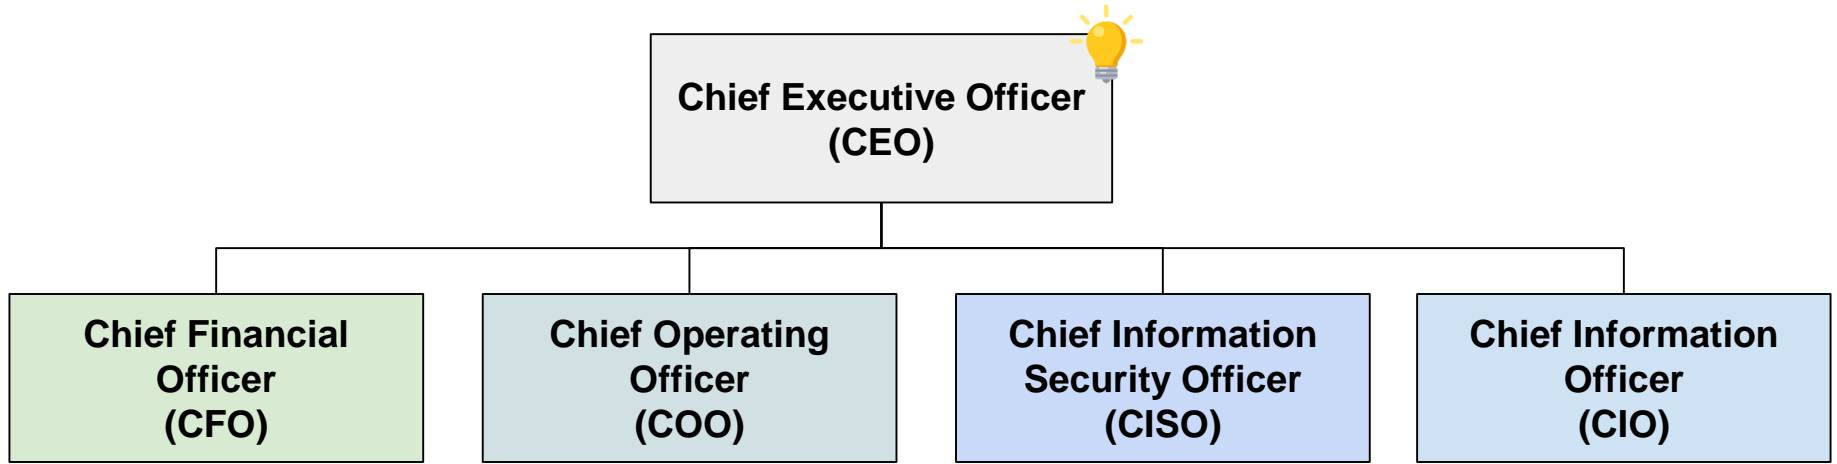 Chief Executive Officer
(CEO)
Chief Financial
Officer
(CFO)
Chief Operating
Officer
(COO)
Chief Information
Security Officer
(CISO)
Chief Information
Officer
(CIO)